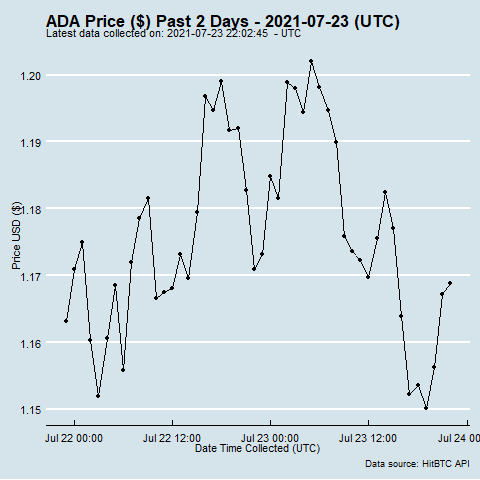 ADA Price ($) Past 2 Days - 2021-07-23 (UTC)
Latest data collected on: 2021-07-23 22:02:45 - UTC
1.20
1.19
1.18
1.17
1.16
1.15
Price USD ($)
Jul 22 00:00 Jul 22 12:00 Jul 23 00:00 Jul 23 12:00 Jul 24 00
Date Time Collected (UTC)
Data source: HitBTC API